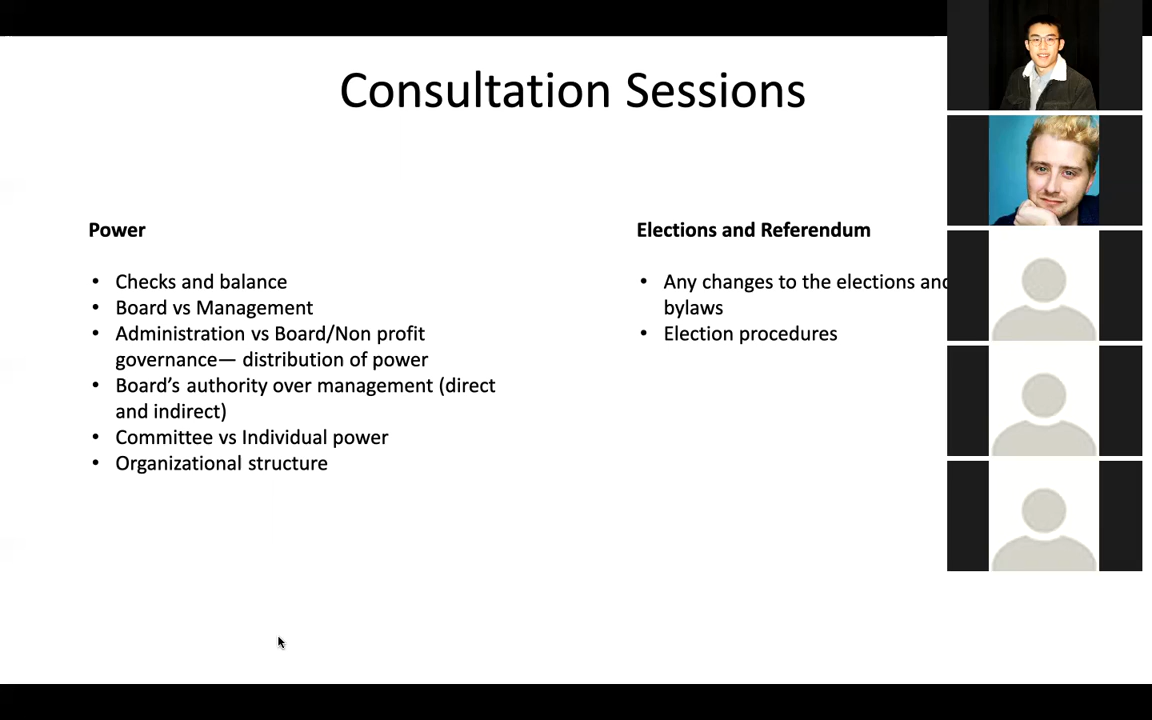 Consultation Sessions
Power
• Checks and balance
• Board vs Management
• Administration vs Board/Non profit
governance— distribution of power
• Board's authority over management (direct
and indirect)
• Committee vs Individual power
• Organizational structure
Elections and Referendum
• Any changes to the elections and
bylaws
• Election procedures